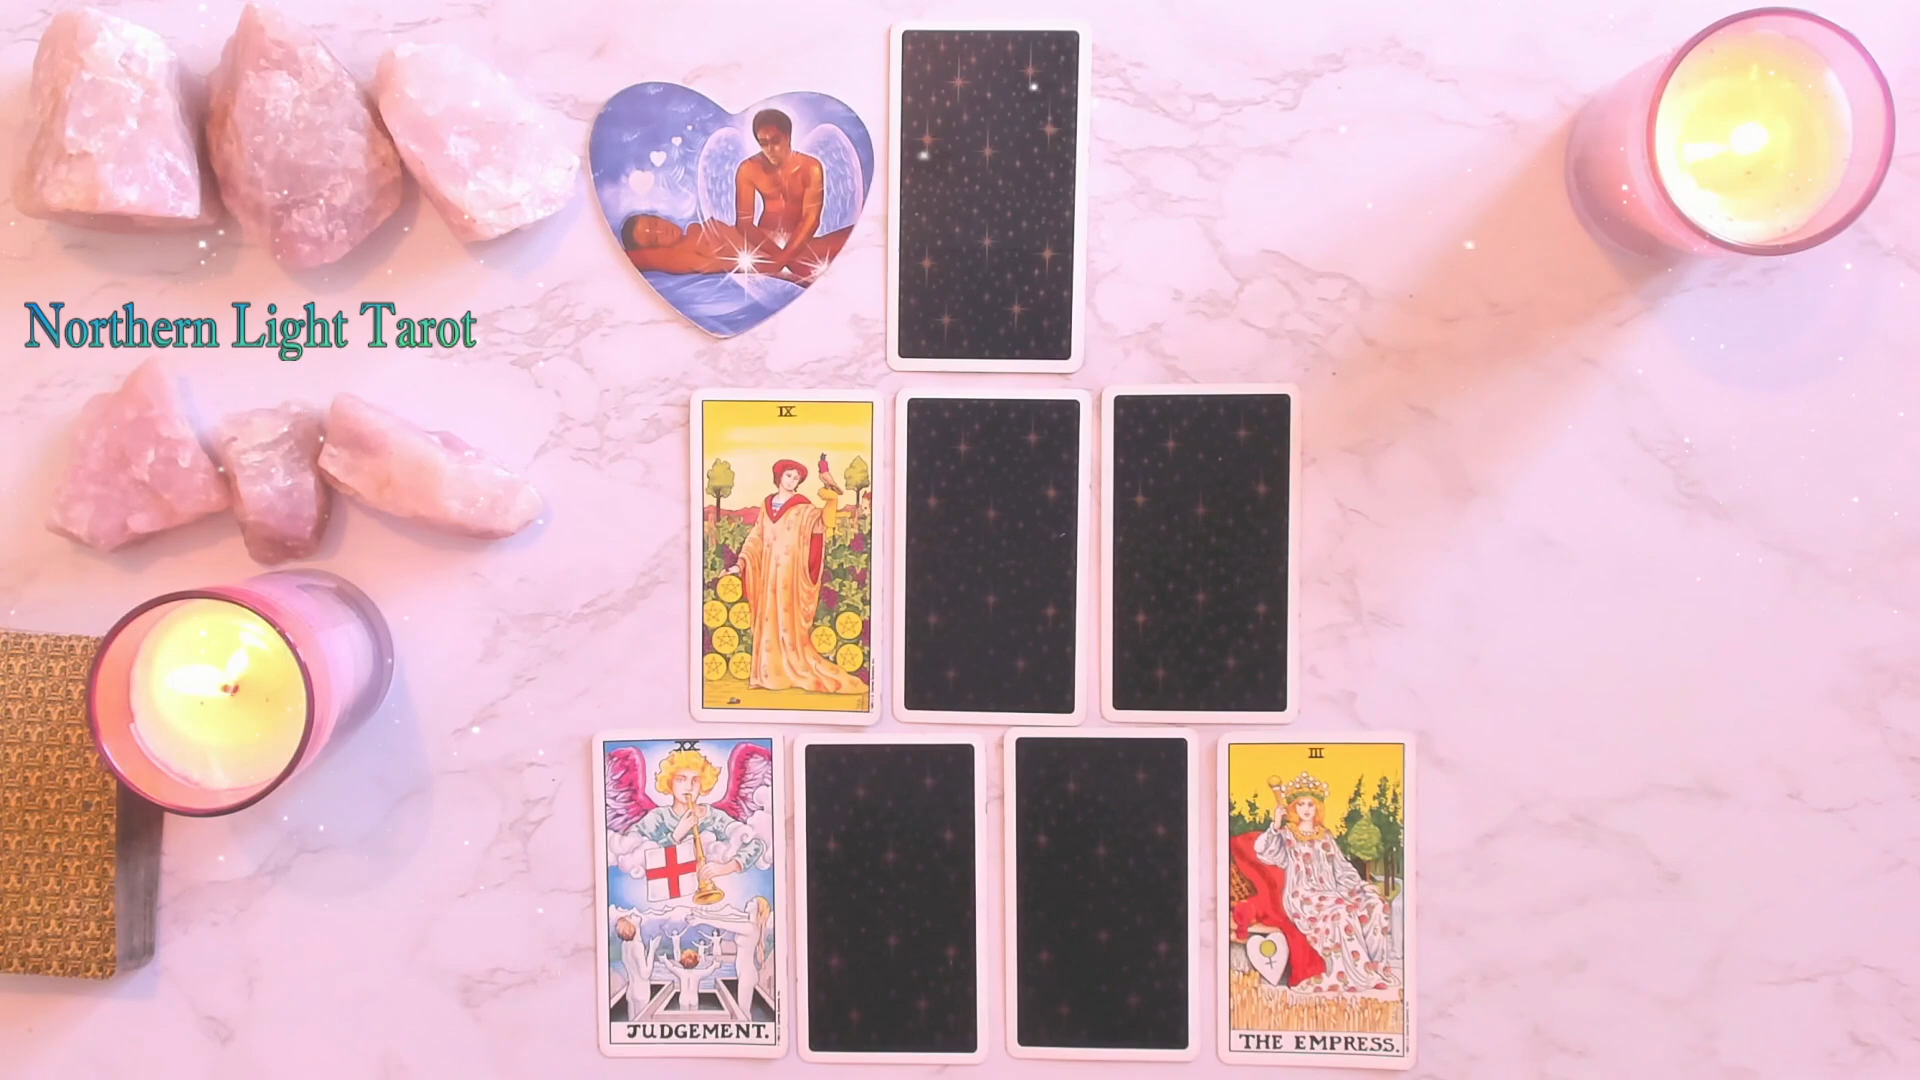 Northern Light Tarot
IX
XX
JUDGEMENT.
III
THE EMPRESS.